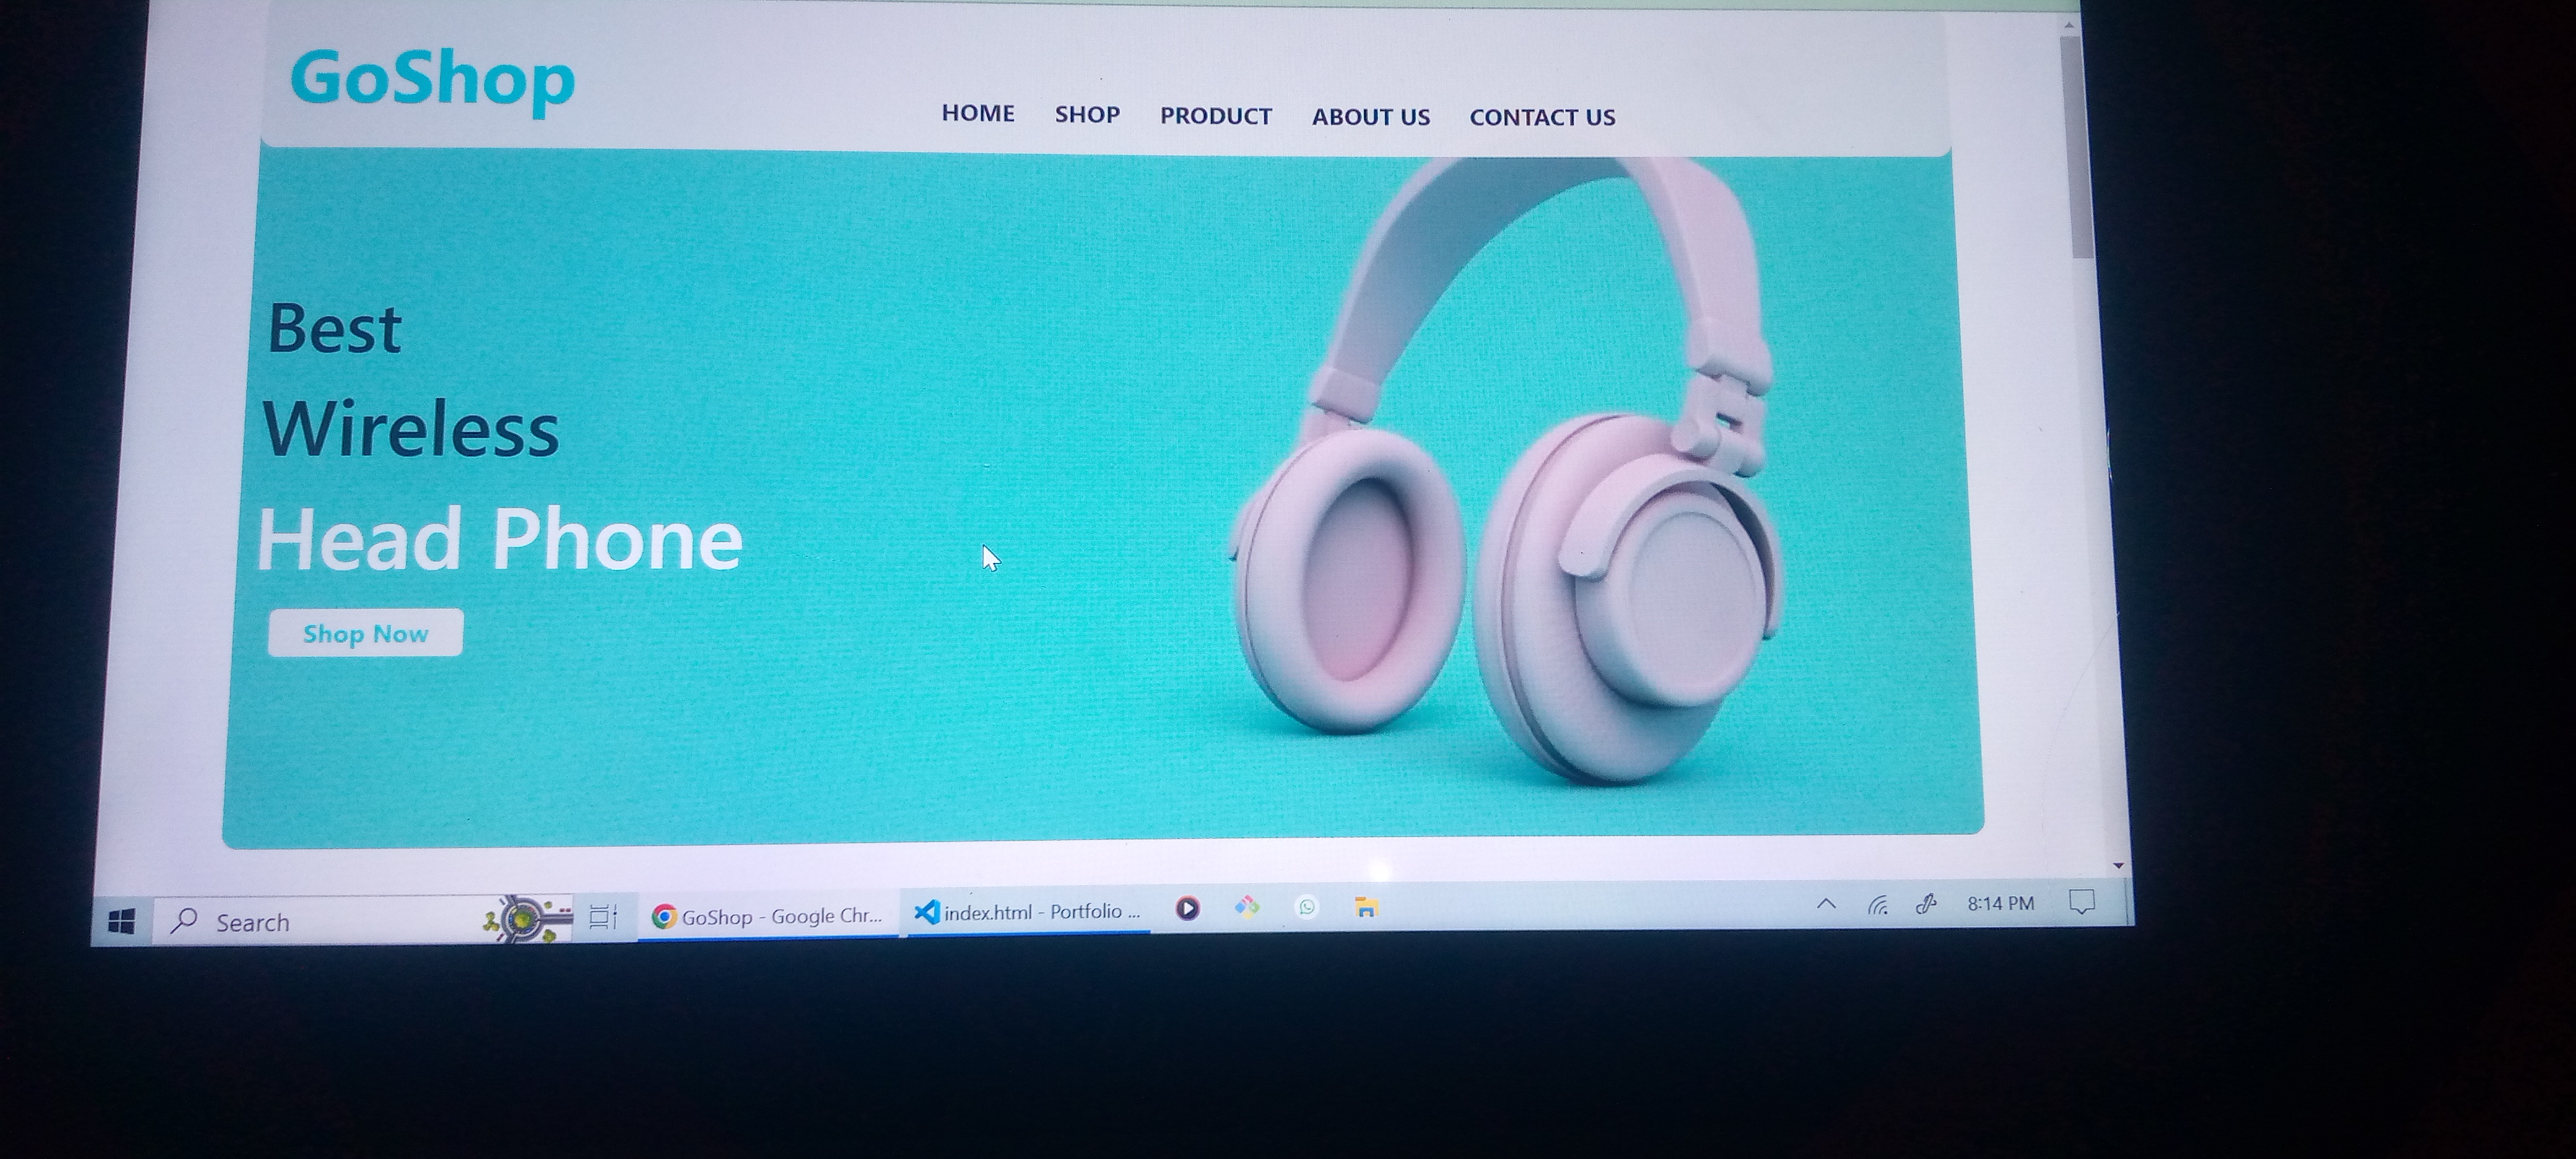 GoShop
HOME SHOP PRODUCT ABOUT US CONTACT US
Best
Wireless
Head Phone
Shop Now
Search
GoShop - Google Chr...
index.html - Portfolio ...
8:14 PM